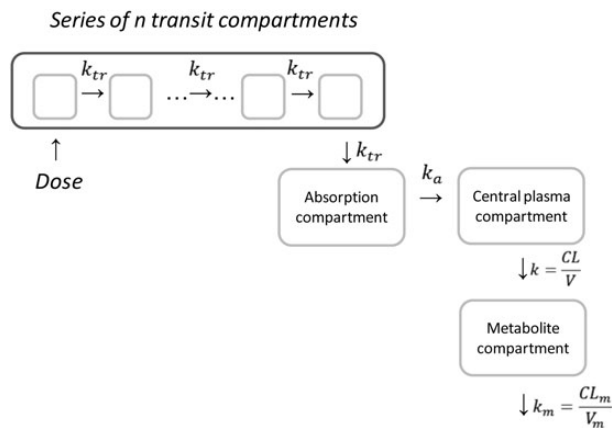 Series of n transit compartments
k_tr k_tr k_tr
→ …→… →
↑ ↓ k_tr
Dose
Absorption
compartment
k_a
→
Central plasma
compartment
↓ k = CL/V
Metabolite
compartment
↓ k_m = CL_m/V_m